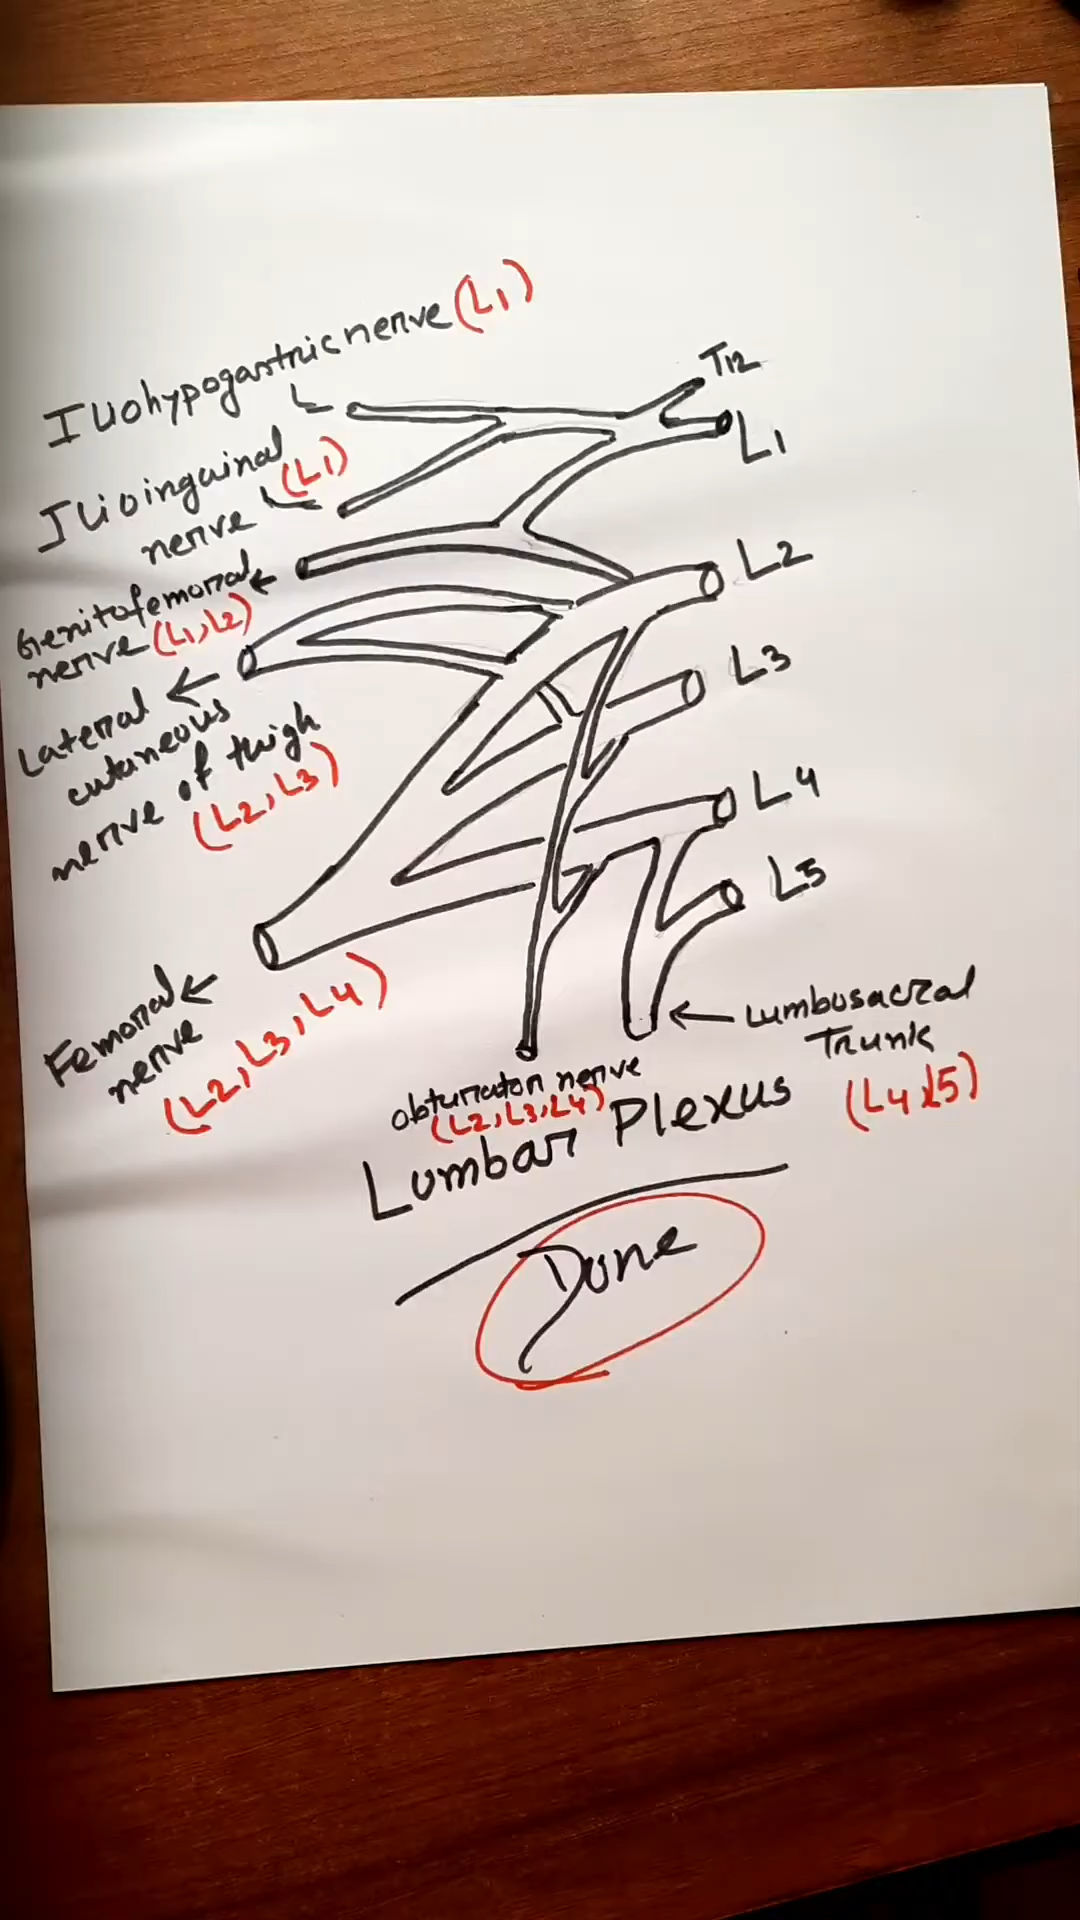 Iliohypogastric nerve (L1)
T12
L1
Ilioinguinal
nerve (L1)
L2
Genitofemoral
nerve (L1, L2)
L3
Lateral
cutaneous
nerve of thigh
(L2, L3)
L4
L5
Femoral
nerve
(L2, L3, L4)
Lumbosacral
Trunk
(L4, L5)
obturator nerve
(L2, L3, L4)
Lumbar Plexus
Done